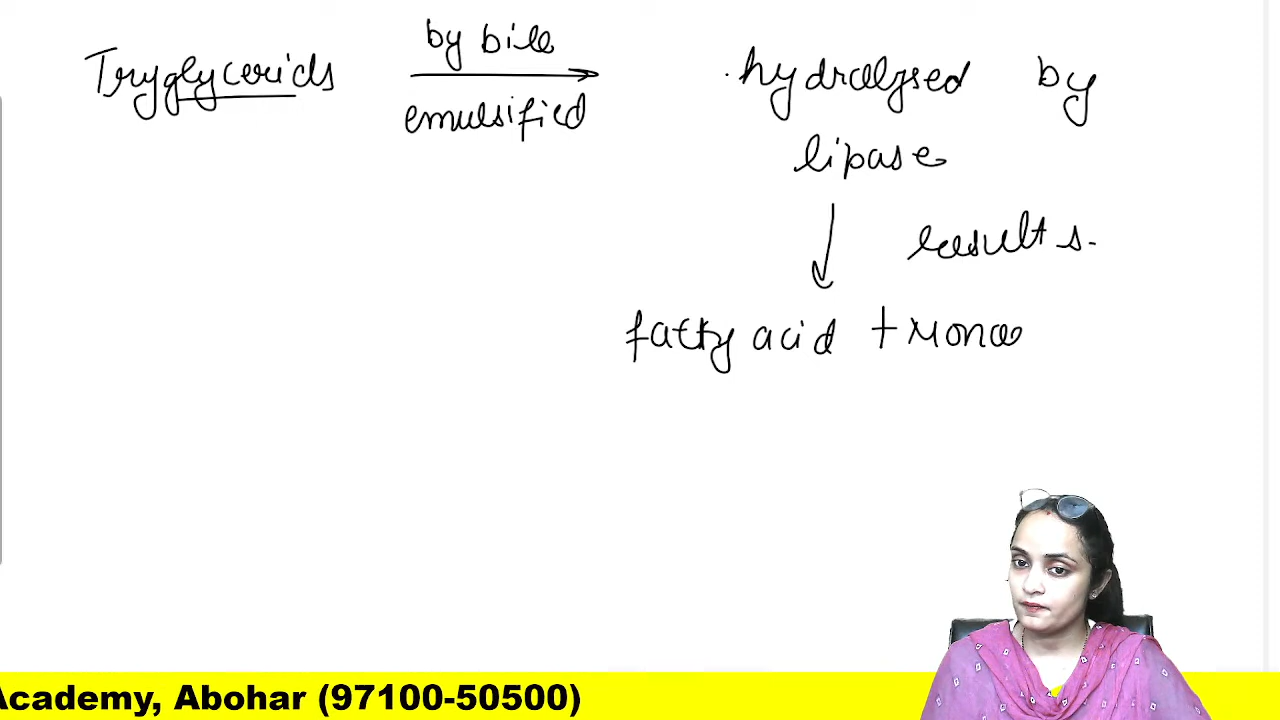 by bile
Tryglycerids
emulsified
hydrolysed by
lipase
results.
fatty acid + Mono
Academy, Abohar (97100-50500)